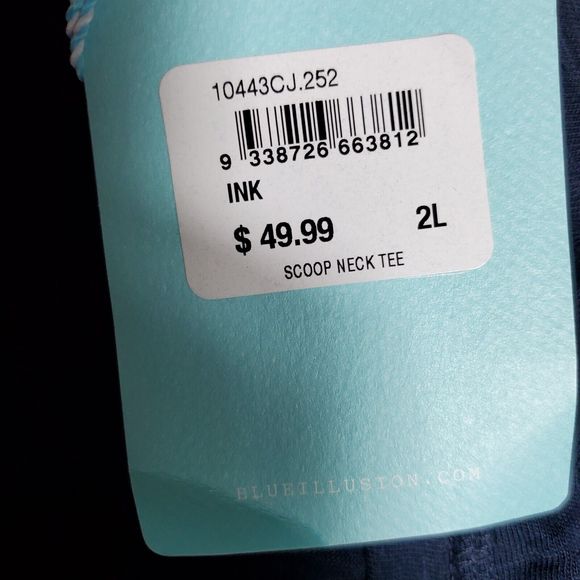 10443CJ.252
9 338726 663812
INK
$ 49.99 2L
SCOOP NECK TEE
BLUEILLUSION.COM